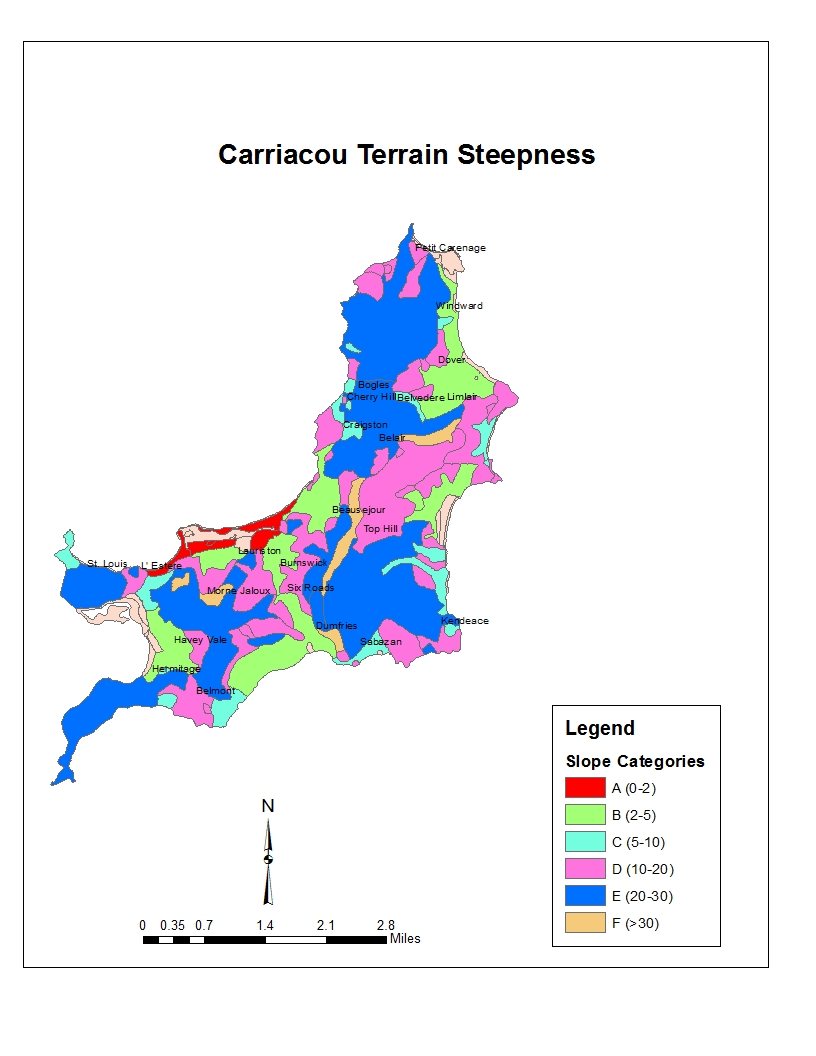 Carriacou Terrain Steepness
Petit Carenage
Windward
Dover
Bogles
Cherry Hill
Belvedere
Limlair
Craigston
Belair
Beausejour
Top Hill
Lauriston
Burnswick
St. Louis
L' Estere
Morne Jaloux
Six Roads
Dumfries
Kendeace
Havey Vale
Sabazan
Hermitage
Belmont
Legend
Slope Categories
A (0-2)
B (2-5)
C (5-10)
D (10-20)
E (20-30)
F (>30)
N
0 0.35 0.7 1.4 2.1 2.8
Miles